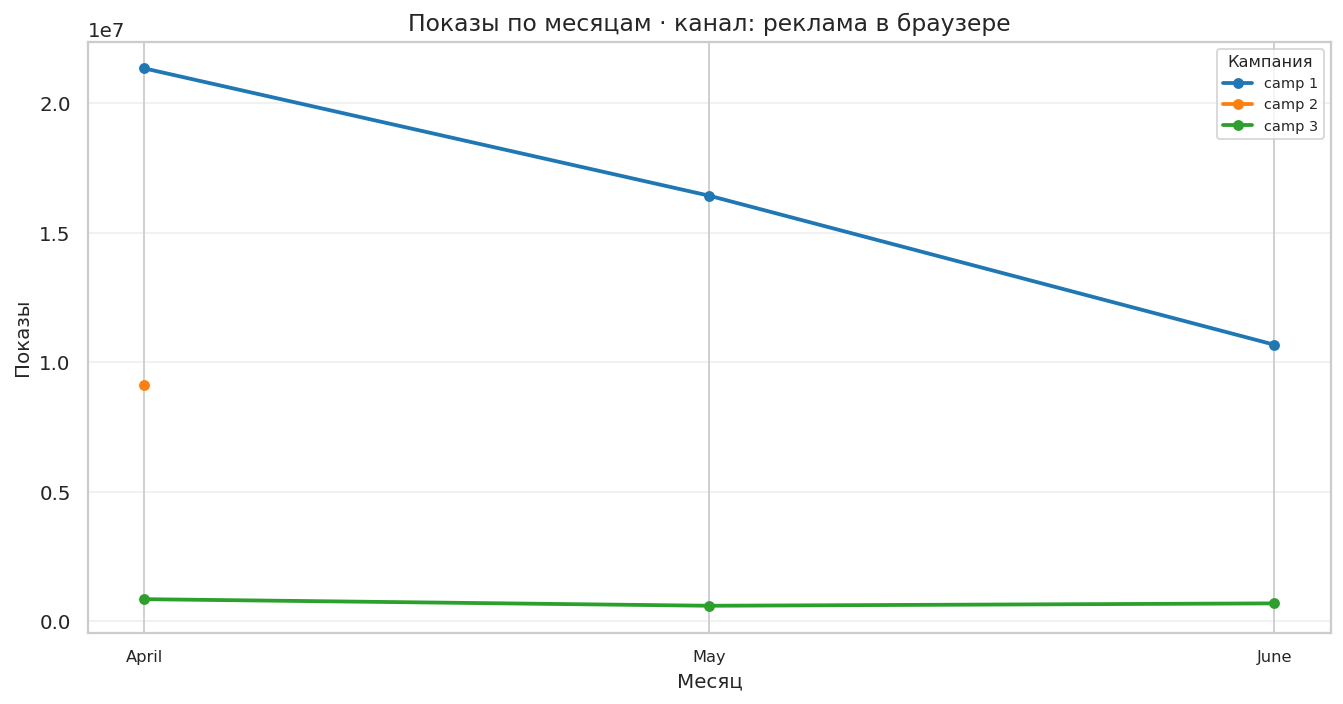 Показы по месяцам · канал: реклама в браузере
1e7
Кампания
camp 1
camp 2
camp 3
2.0
1.5
1.0
0.5
0.0
Показы
April
May
June
Месяц